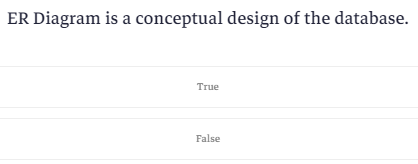 ER Diagram is a conceptual design of the database.
True
False